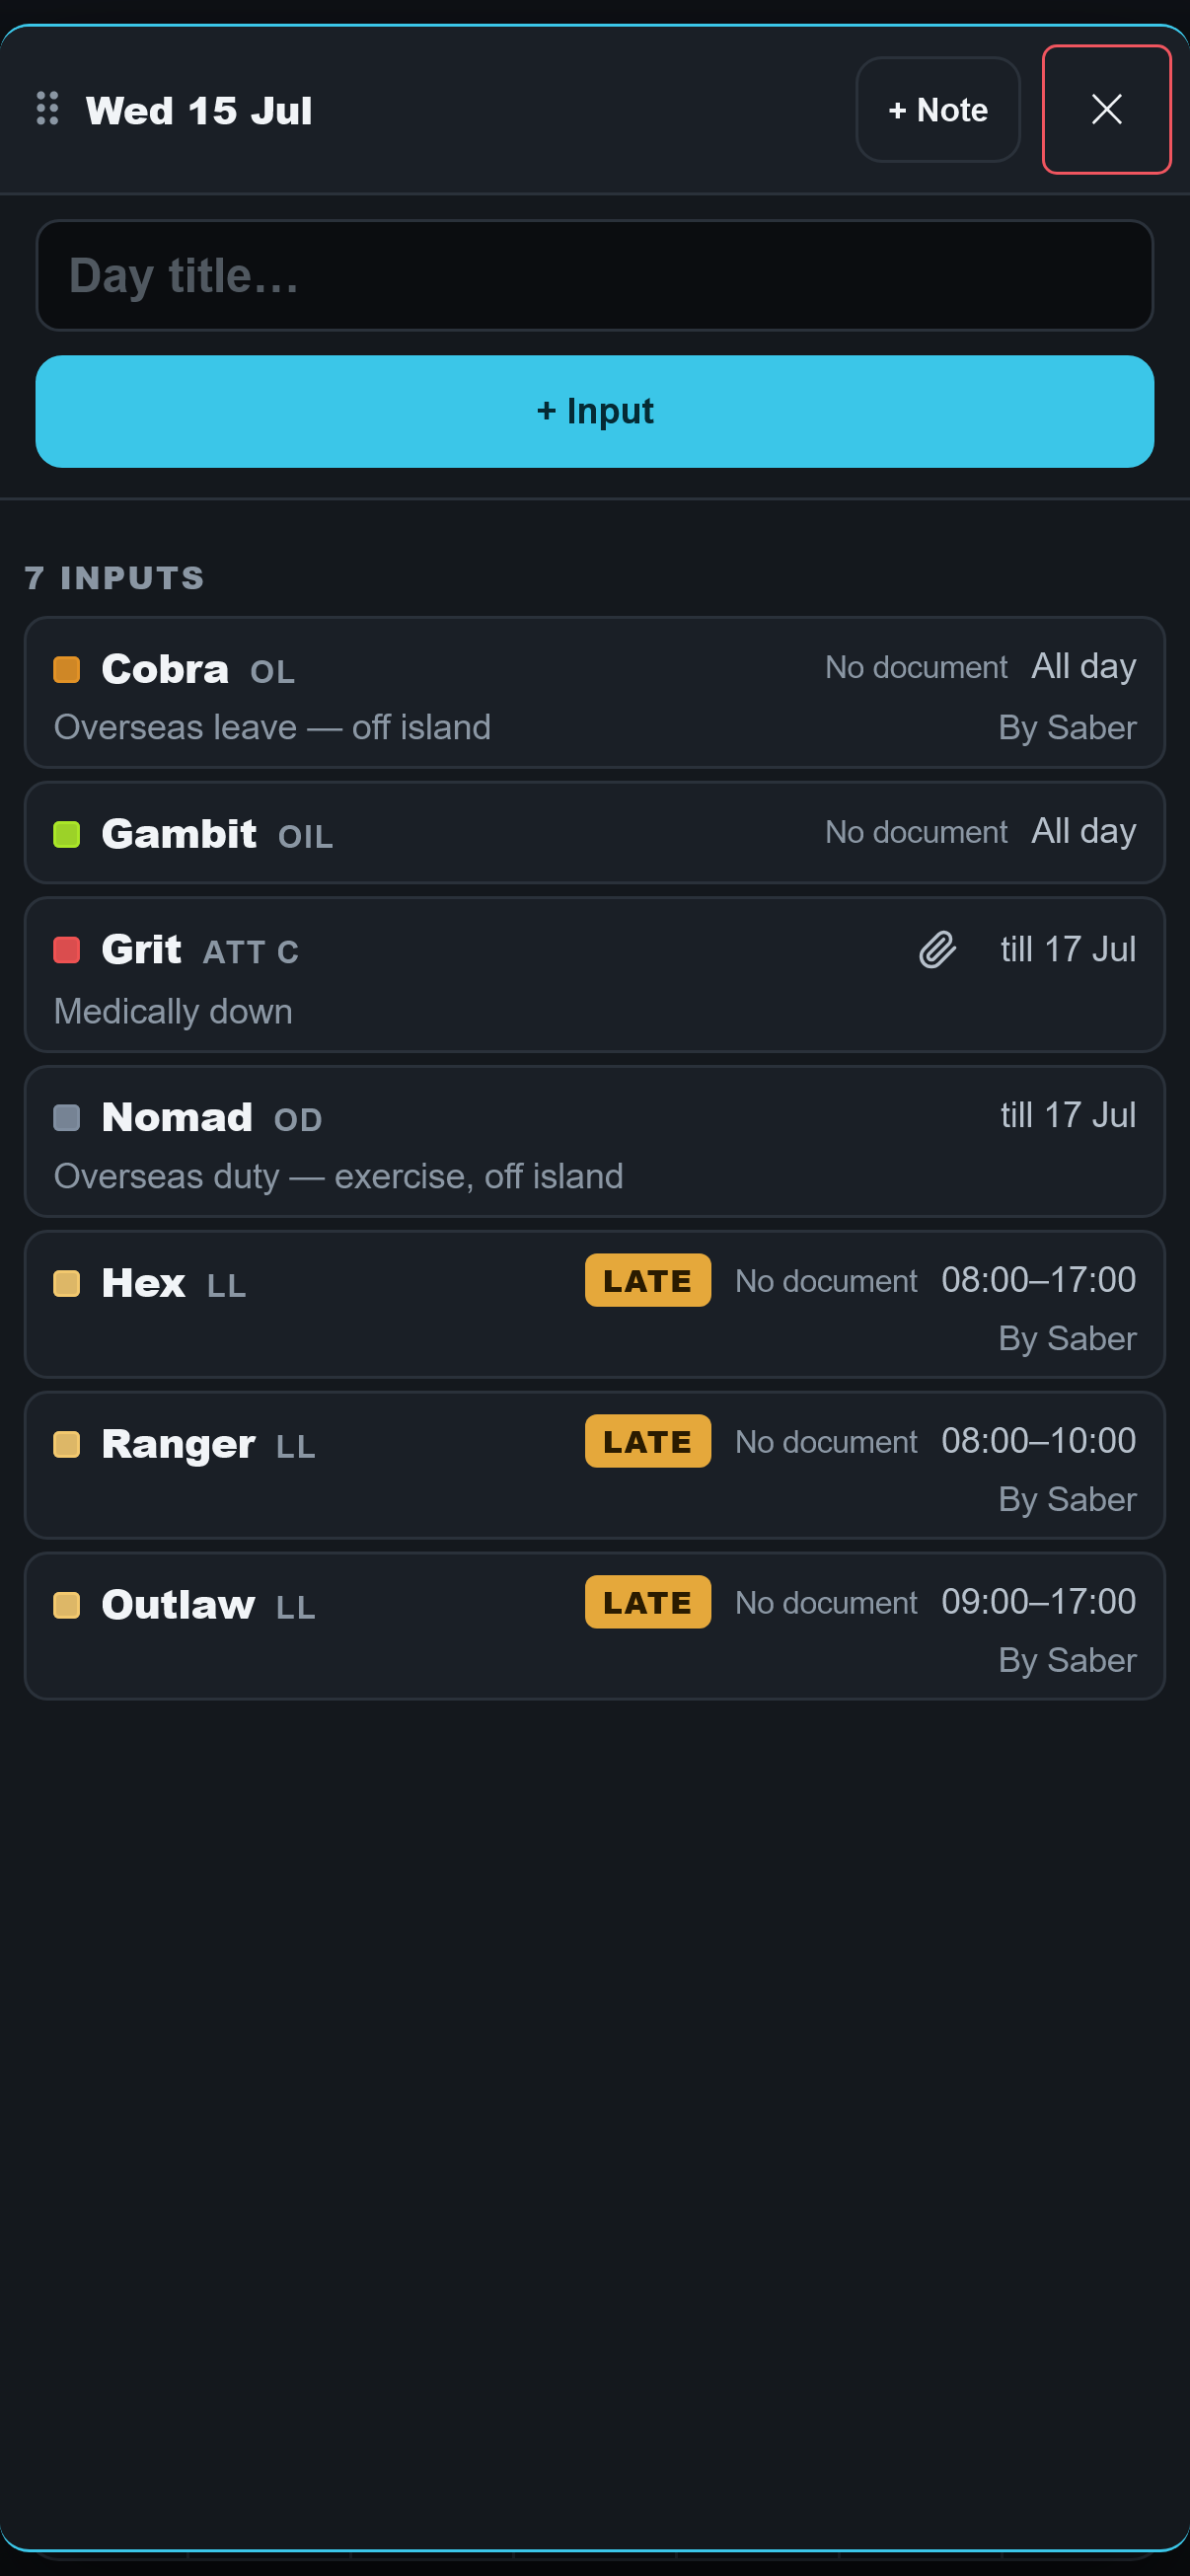 Wed 15 Jul + Note
Day title…
+ Input
7 INPUTS
Cobra OL No document All day
Overseas leave — off island By Saber
Gambit OIL No document All day
Grit ATT C till 17 Jul
Medically down
Nomad OD till 17 Jul
Overseas duty — exercise, off island
Hex LL LATE No document 08:00–17:00
By Saber
Ranger LL LATE No document 08:00–10:00
By Saber
Outlaw LL LATE No document 09:00–17:00
By Saber